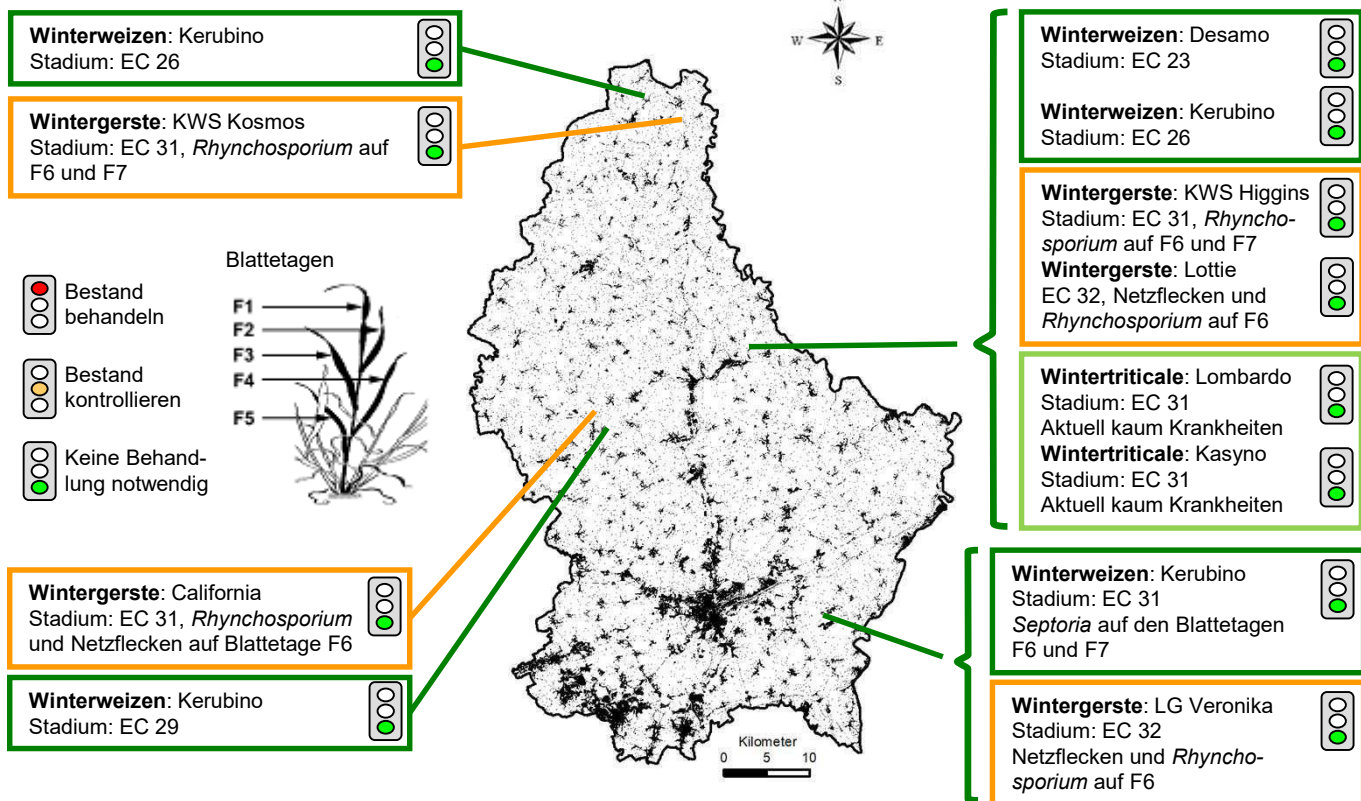 Winterweizen: Kerubino
Stadium: EC 26
Wintergerste: KWS Kosmos
Stadium: EC 31, Rhynchosporium auf
F6 und F7
Bestand
behandeln
Bestand
kontrollieren
Keine Behand-
lung notwendig
Blattetagen
F1
F2
F3
F4
F5
Wintergerste: California
Stadium: EC 31, Rhynchosporium
und Netzflecken auf Blattetage F6
Winterweizen: Kerubino
Stadium: EC 29
N
W E
S
Kilometer
0 5 10
Winterweizen: Desamo
Stadium: EC 23
Winterweizen: Kerubino
Stadium: EC 26
Wintergerste: KWS Higgins
Stadium: EC 31, Rhyncho-
sporium auf F6 und F7
Wintergerste: Lottie
EC 32, Netzflecken und
Rhynchosporium auf F6
Wintertriticale: Lombardo
Stadium: EC 31
Aktuell kaum Krankheiten
Wintertriticale: Kasyno
Stadium: EC 31
Aktuell kaum Krankheiten
Winterweizen: Kerubino
Stadium: EC 31
Septoria auf den Blattetagen
F6 und F7
Wintergerste: LG Veronika
Stadium: EC 32
Netzflecken und Rhyncho-
sporium auf F6